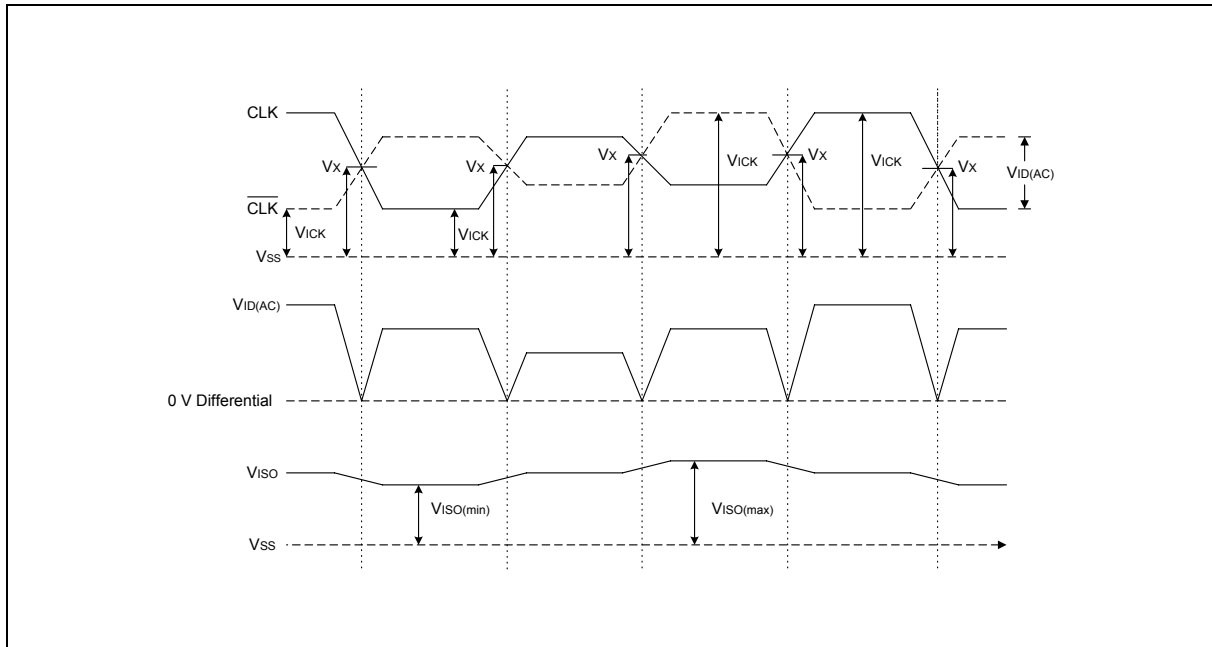 CLK
VX VX VX VX VX
VICK VICK VID(AC)
CLK
VICK VICK
VSS
VID(AC)
0 V Differential
VISO
VISO(min) VISO(max)
VSS